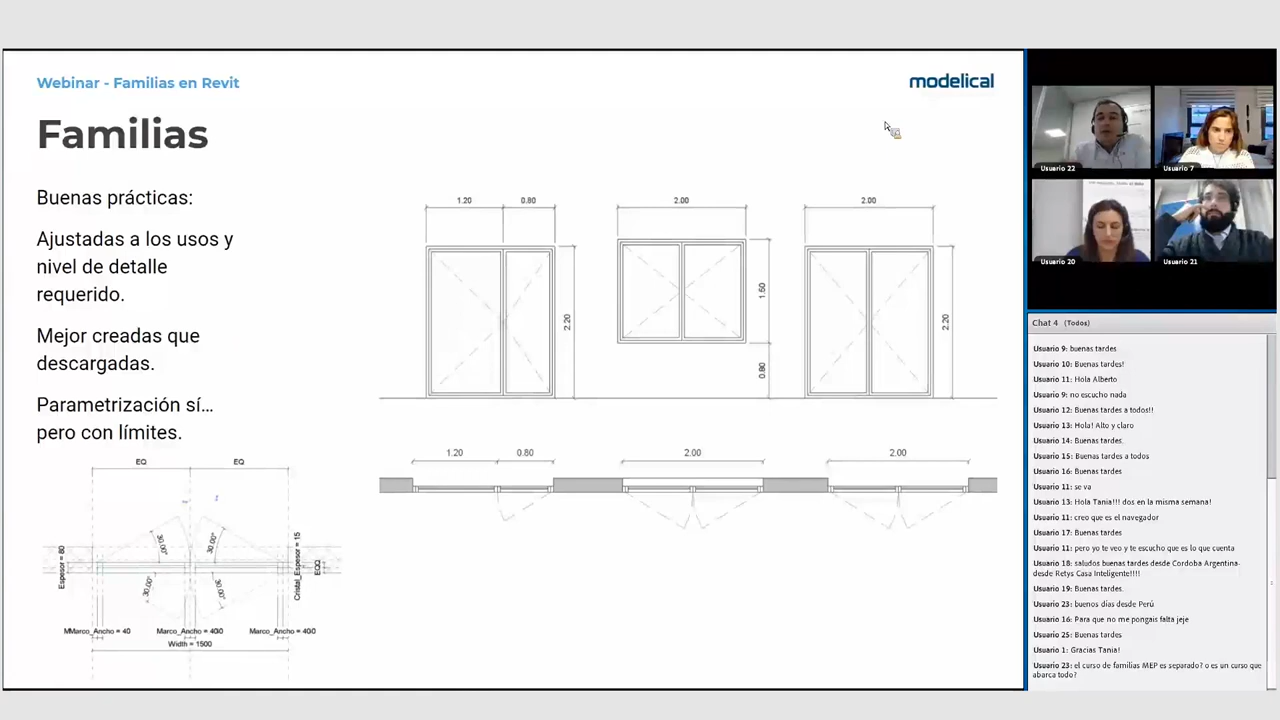 Webinar - Familias en Revit
modelical
Familias
Buenas prácticas:
Ajustadas a los usos y
nivel de detalle
requerido.
Mejor creadas que
descargadas.
Parametrización sí...
pero con límites.
1.20
0.80
2.20
2.00
1.60
0.80
2.00
2.20
1.20
0.80
2.00
2.00
EQ
EQ
30.00°
30.00°
30.00°
30.00°
Espesor = 80
Cristal_Espesor = 15
Marco_Ancho = 40
Marco_Ancho = 40
Marco_Ancho = 40
Width = 1500
Usuario 22
Usuario 7
Usuario 20
Usuario 21
Chat 4 (Todos)
Usuario 9: buenas tardes
Usuario 10: Buenas tardes!
Usuario 11: Hola Alberto
Usuario 9: no escucho nada
Usuario 12: Buenas tardes a todos!!
Usuario 13: Hola! Alto y claro
Usuario 14: Buenas tardes.
Usuario 15: Buenas tardes a todos
Usuario 16: Buenas tardes
Usuario 11: se va
Usuario 13: Hola Tania!!! dos en la misma semana!
Usuario 11: creo que es el navegador
Usuario 17: Buenas tardes
Usuario 11: pero yo te veo y te escucho que es lo que cuenta
Usuario 18: saludos buenas tardes desde Cordoba Argentina-
desde Retys Casa Inteligente!!!!
Usuario 19: Buenas tardes.
Usuario 23: buenos días desde Perú
Usuario 16: Para que no me pongais falta jeje
Usuario 25: Buenas tardes
Usuario 1: Gracias Tania!
Usuario 23: el curso de familias MEP es separado? o es un curso que
abarca todo?